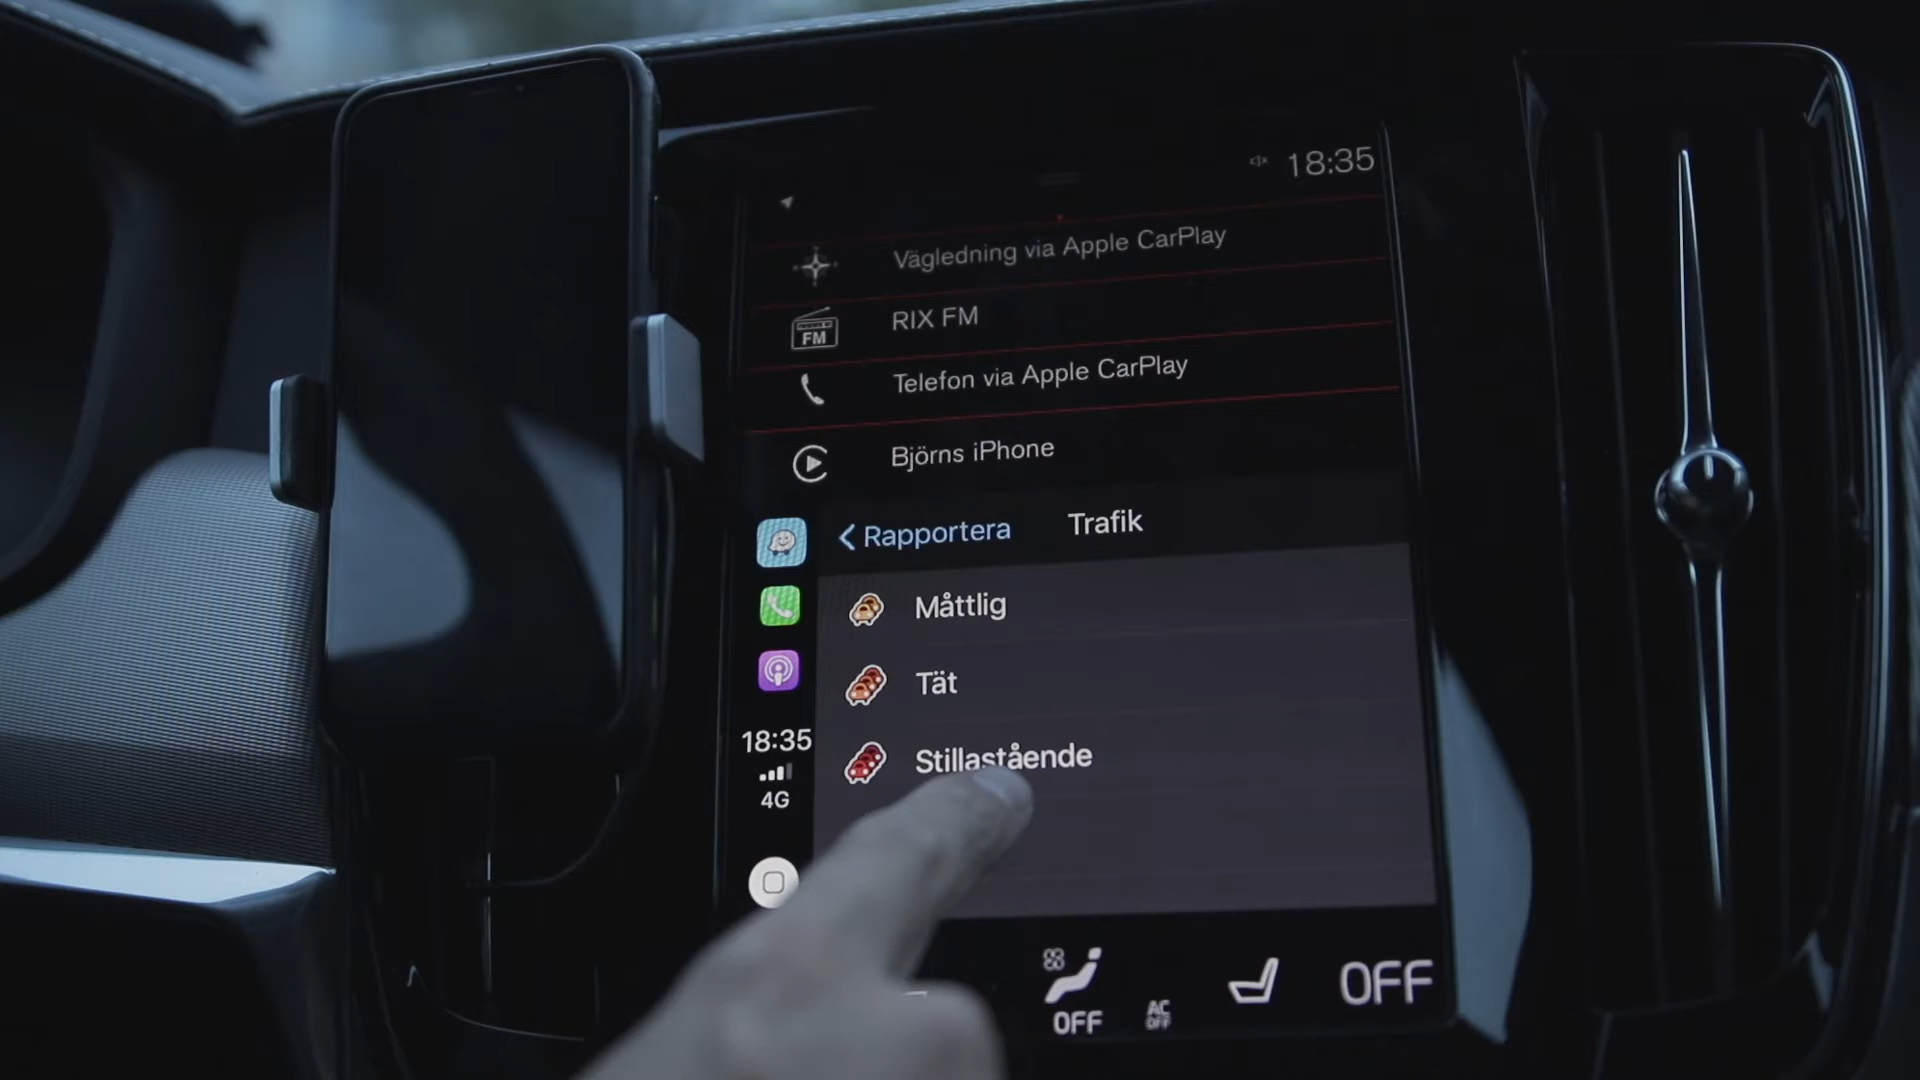 18:35
Vägledning via Apple CarPlay
FM
RIX FM
Telefon via Apple CarPlay
Björns iPhone
Rapportera
Trafik
Måttlig
Tät
Stillastående
18:35
4G
OFF
AC
OFF
OFF